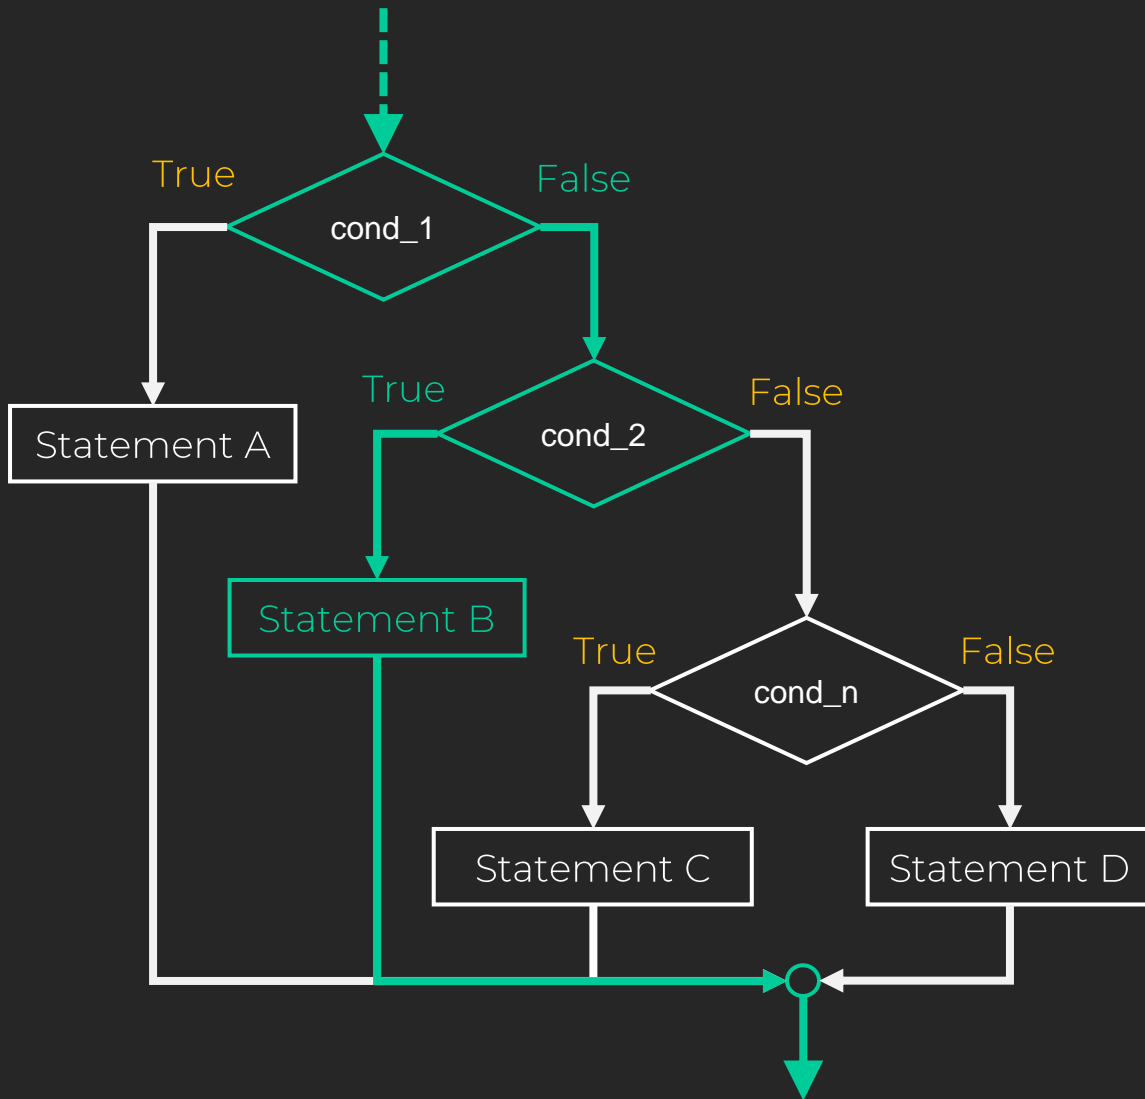 True
False
cond_1
True
False
cond_2
Statement A
Statement B
True
False
cond_n
Statement C
Statement D